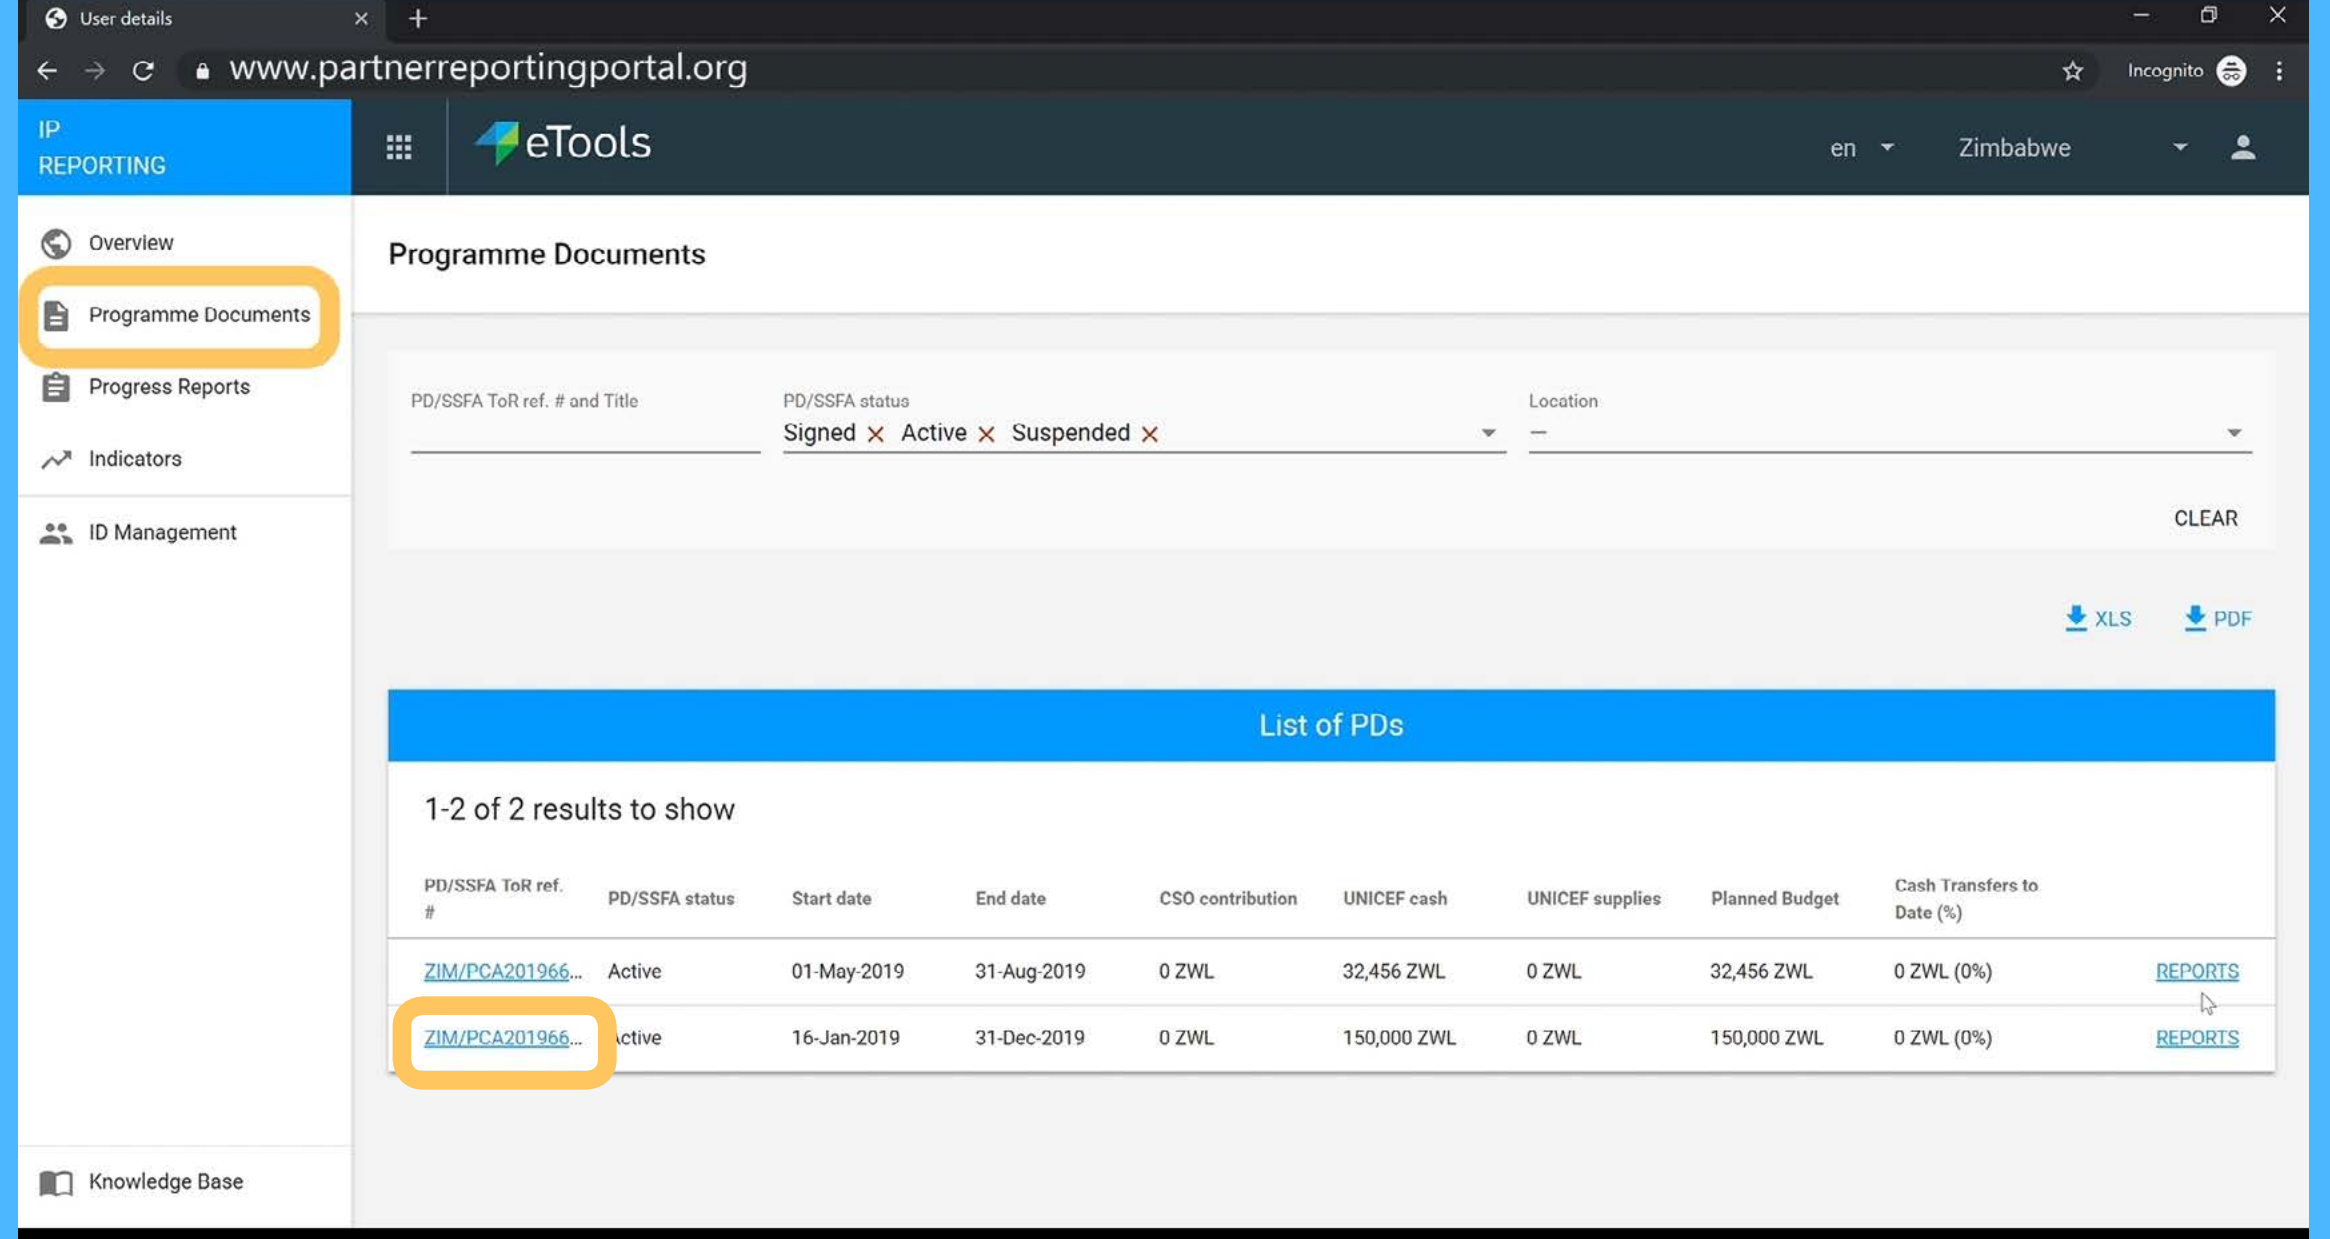 User details
www.partnerreportingportal.org
Incognito
IP
REPORTING
eTools
en
Zimbabwe
Overview
Programme Documents
Progress Reports
Indicators
ID Management
Knowledge Base
Programme Documents
PD/SSFA ToR ref. # and Title
PD/SSFA status
Location
Signed Active Suspended
—
CLEAR
XLS PDF
List of PDs
1-2 of 2 results to show
PD/SSFA ToR ref. # PD/SSFA status Start date End date CSO contribution UNICEF cash UNICEF supplies Planned Budget Cash Transfers to Date (%)
ZIM/PCA201966... Active 01-May-2019 31-Aug-2019 0 ZWL 32,456 ZWL 0 ZWL 32,456 ZWL 0 ZWL (0%) REPORTS
ZIM/PCA201966... ctive 16-Jan-2019 31-Dec-2019 0 ZWL 150,000 ZWL 0 ZWL 150,000 ZWL 0 ZWL (0%) REPORTS